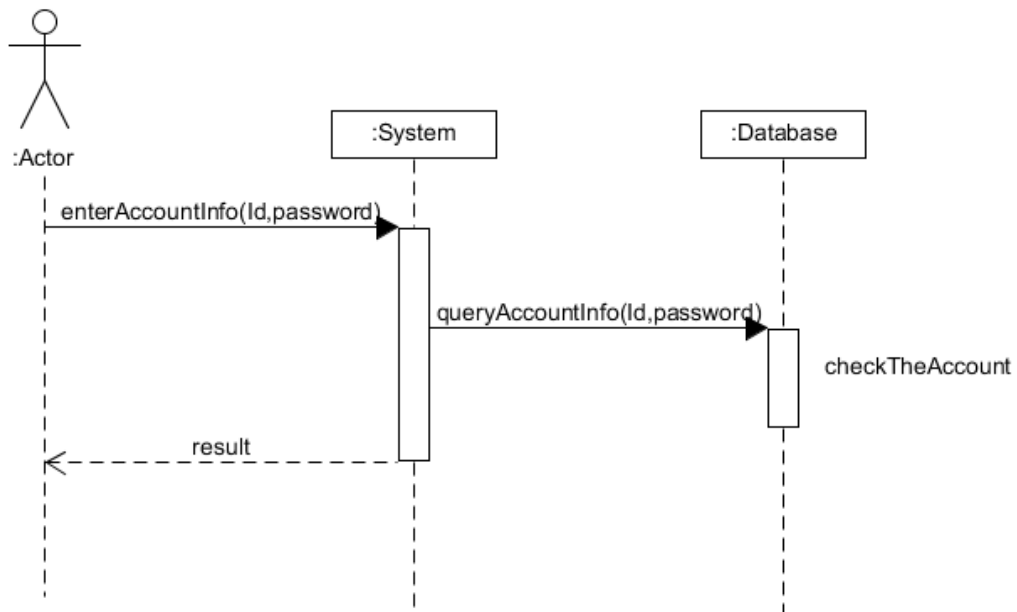 :Actor
:System
:Database
enterAccountInfo(Id,password)
queryAccountInfo(Id,password)
checkTheAccount
result